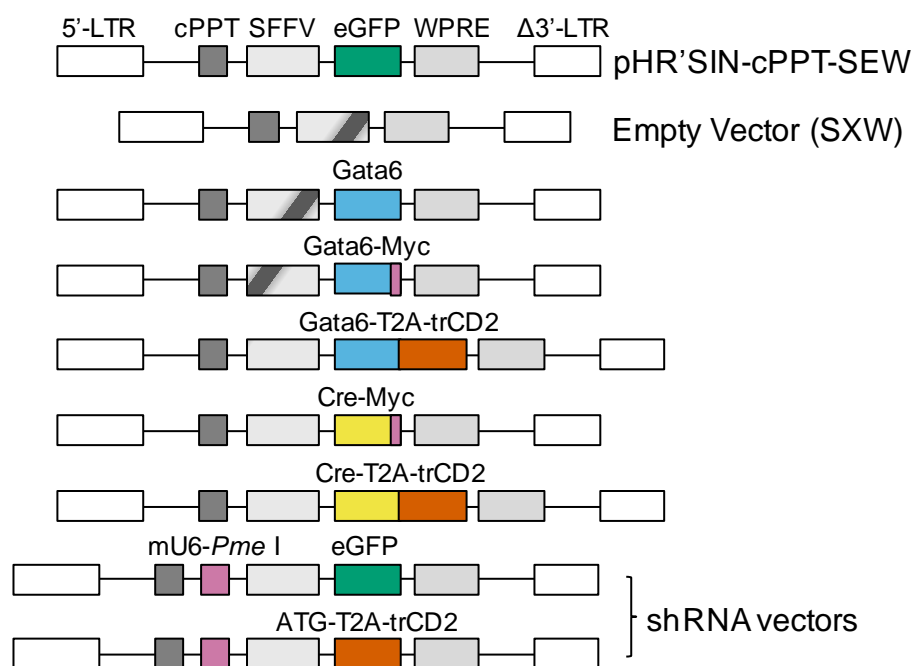 5'-LTR cPPT SFFV eGFP WPRE Δ3'-LTR
pHR'SIN-cPPT-SEW
Empty Vector (SXW)
Gata6
Gata6-Myc
Gata6-T2A-trCD2
Cre-Myc
Cre-T2A-trCD2
mU6-Pme I eGFP
ATG-T2A-trCD2
shRNA vectors